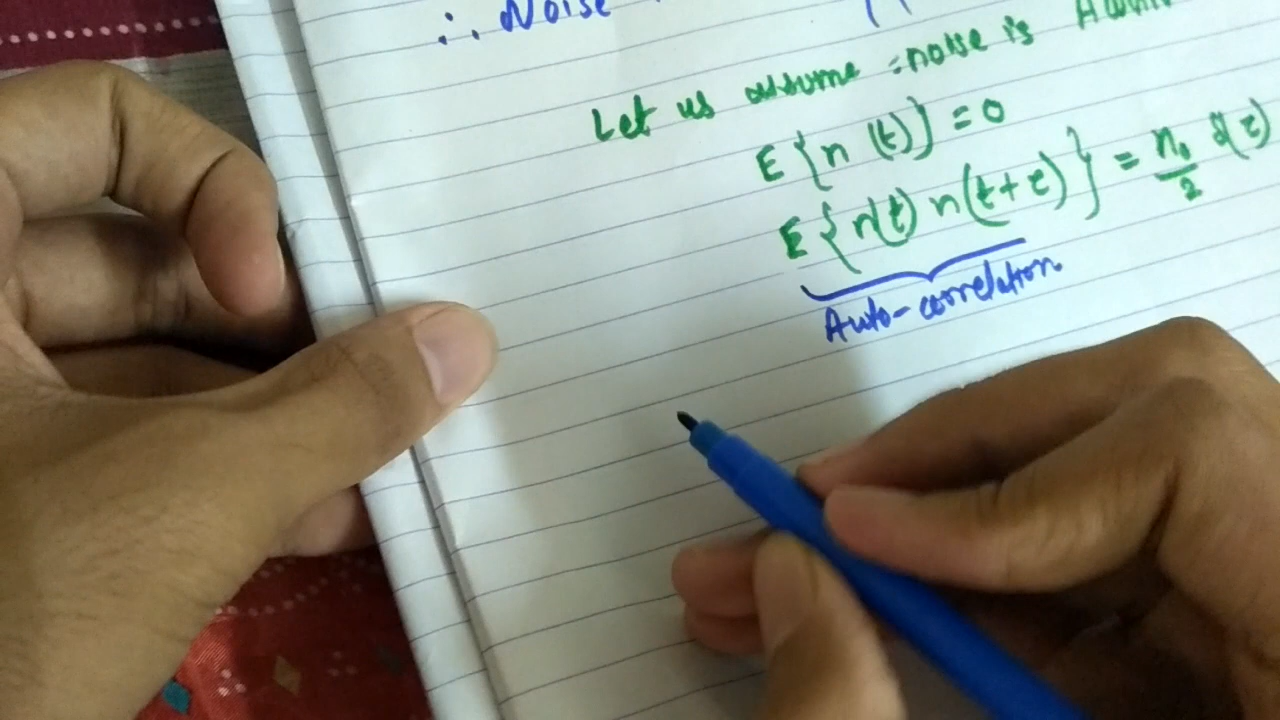 ∴ Noise
Let us assume :noise is
E{n(t)} = 0
E{n(t) n(t+τ)} = n₀/2 δ(τ)
Auto-correlation